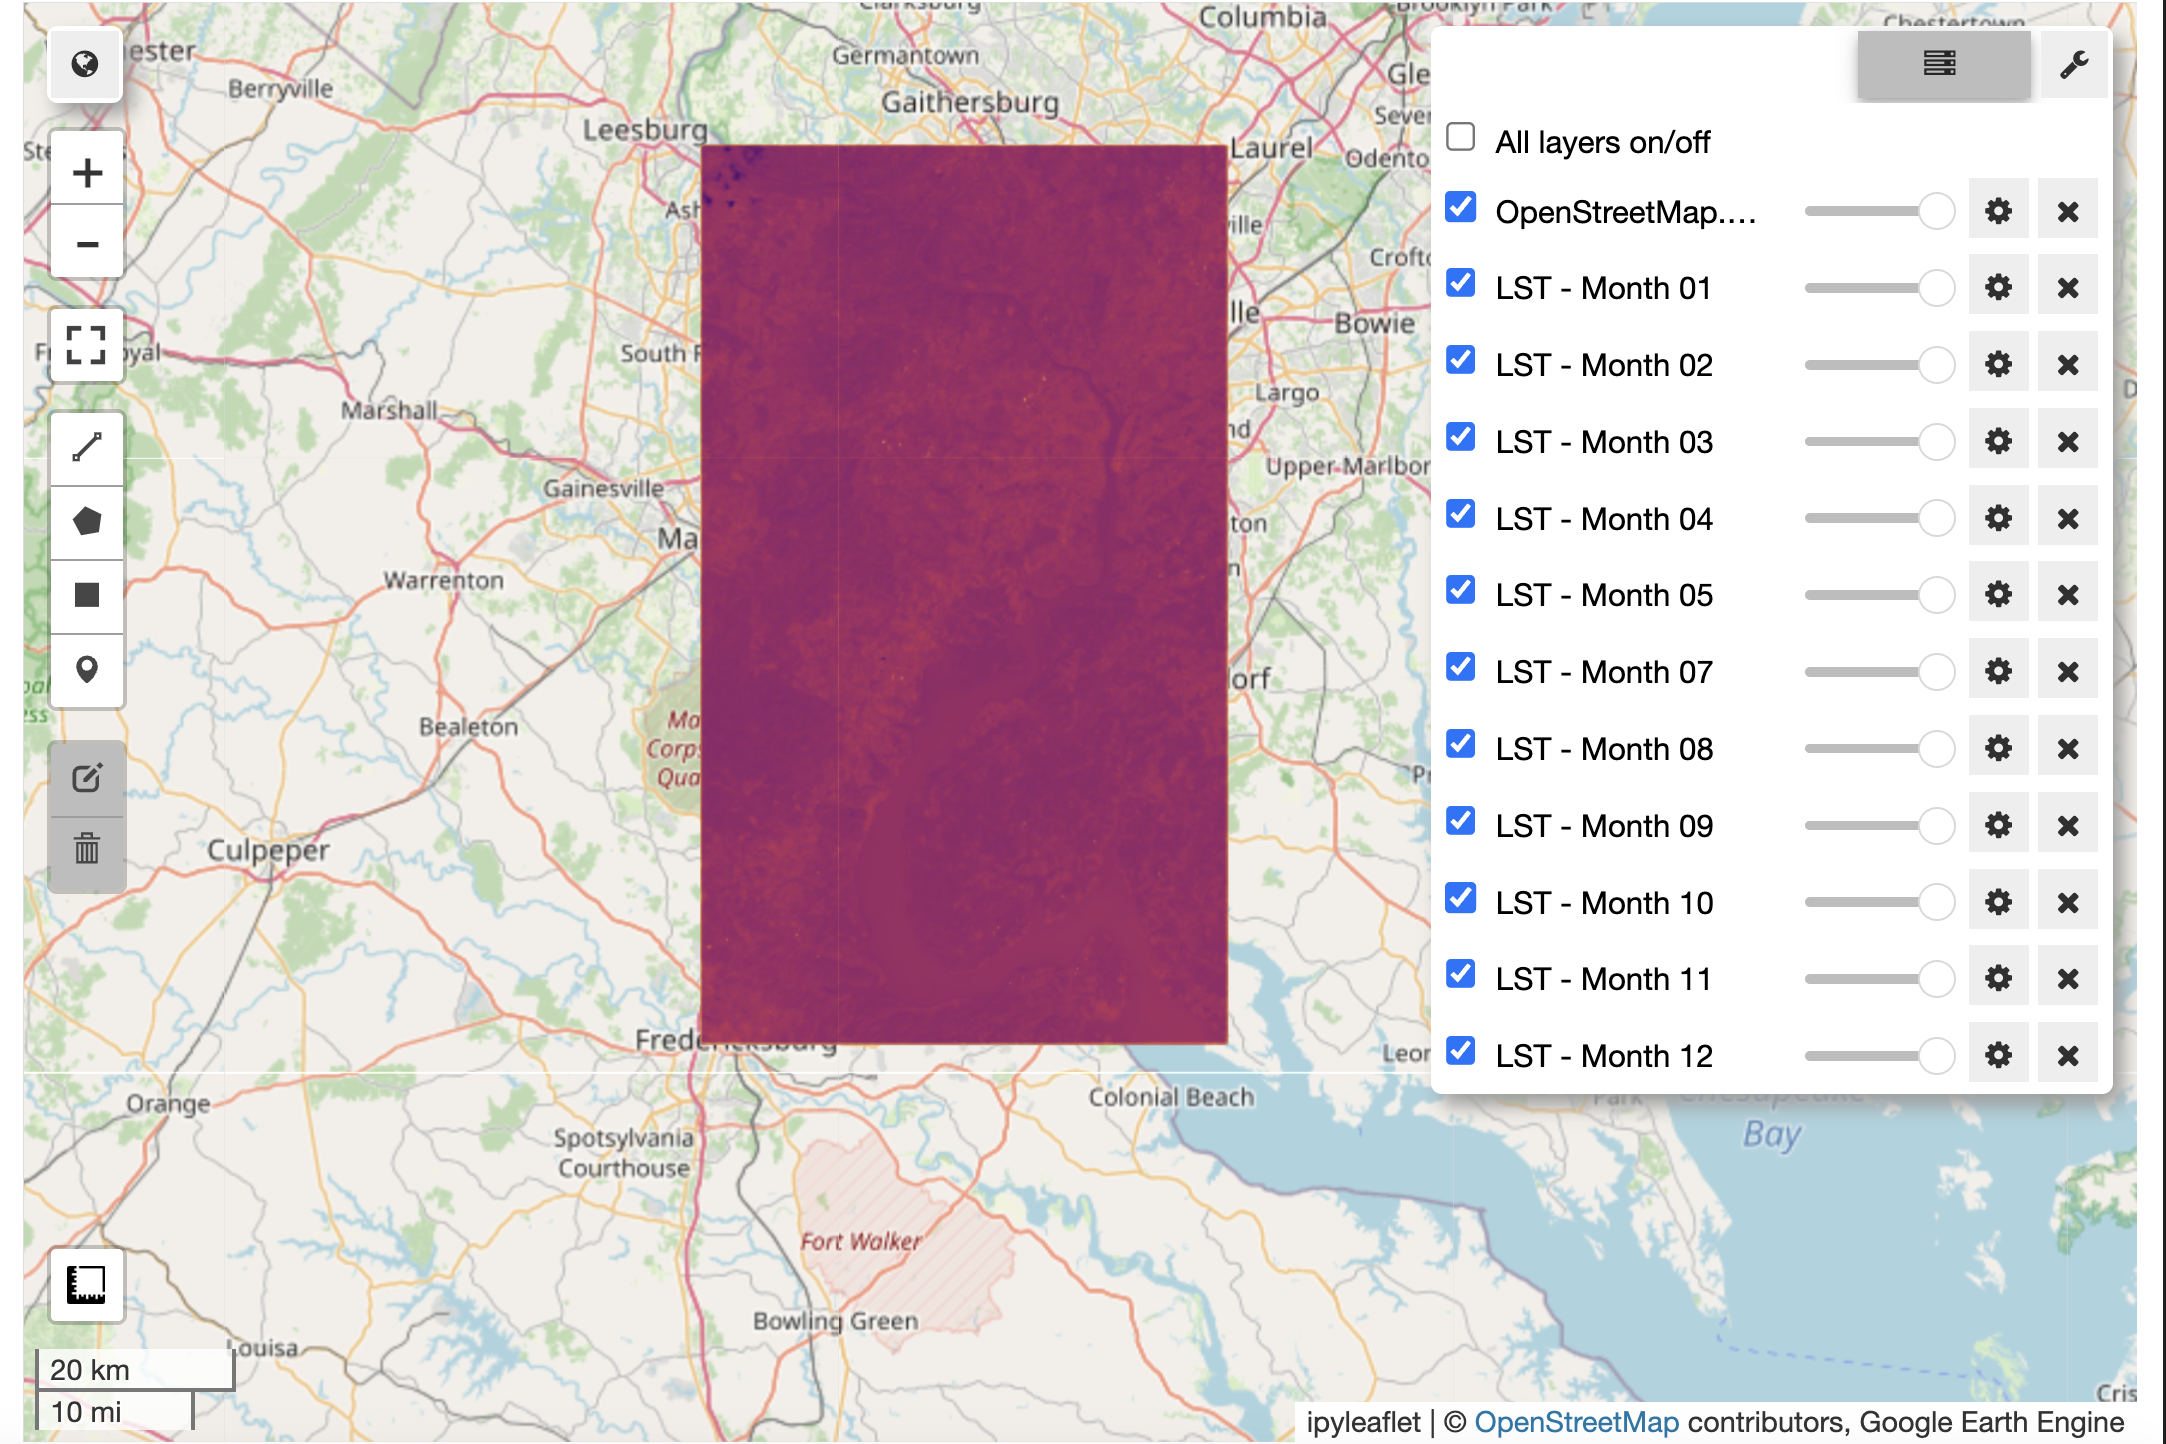 Columbia
Germantown
Gaithersburg
Berryville
Leesburg
Laurel
Odento
Marshall
Bowie
Largo
Gainesville
Upper Marlbor
Warrenton
Bealeton
Culpeper
Fredericksburg
Colonial Beach
Orange
Spotsylvania
Courthouse
Fort Walker
Bowling Green
Louisa
Bay
20 km
10 mi
All layers on/off
OpenStreetMap....
LST - Month 01
LST - Month 02
LST - Month 03
LST - Month 04
LST - Month 05
LST - Month 07
LST - Month 08
LST - Month 09
LST - Month 10
LST - Month 11
LST - Month 12
ipyleaflet | © OpenStreetMap contributors, Google Earth Engine